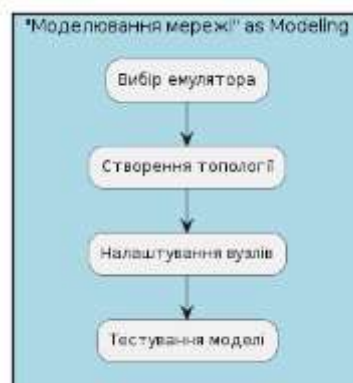 "Моделювання мережі" as Modeling
Вибір емулятора
Створення топології
Налаштування вузлів
Тестування моделі